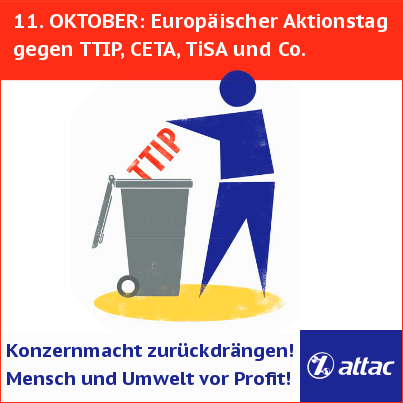 11. OKTOBER: Europäischer Aktionstag
gegen TTIP, CETA, TiSA und Co.
TTIP
Konzernmacht zurückdrängen!
Mensch und Umwelt vor Profit!
attac